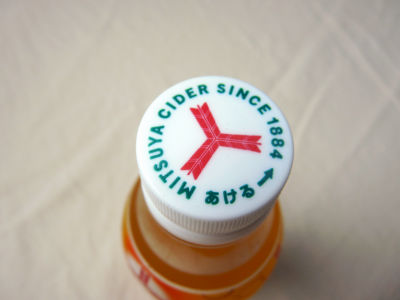 MITSUYA CIDER SINCE 1884
あける